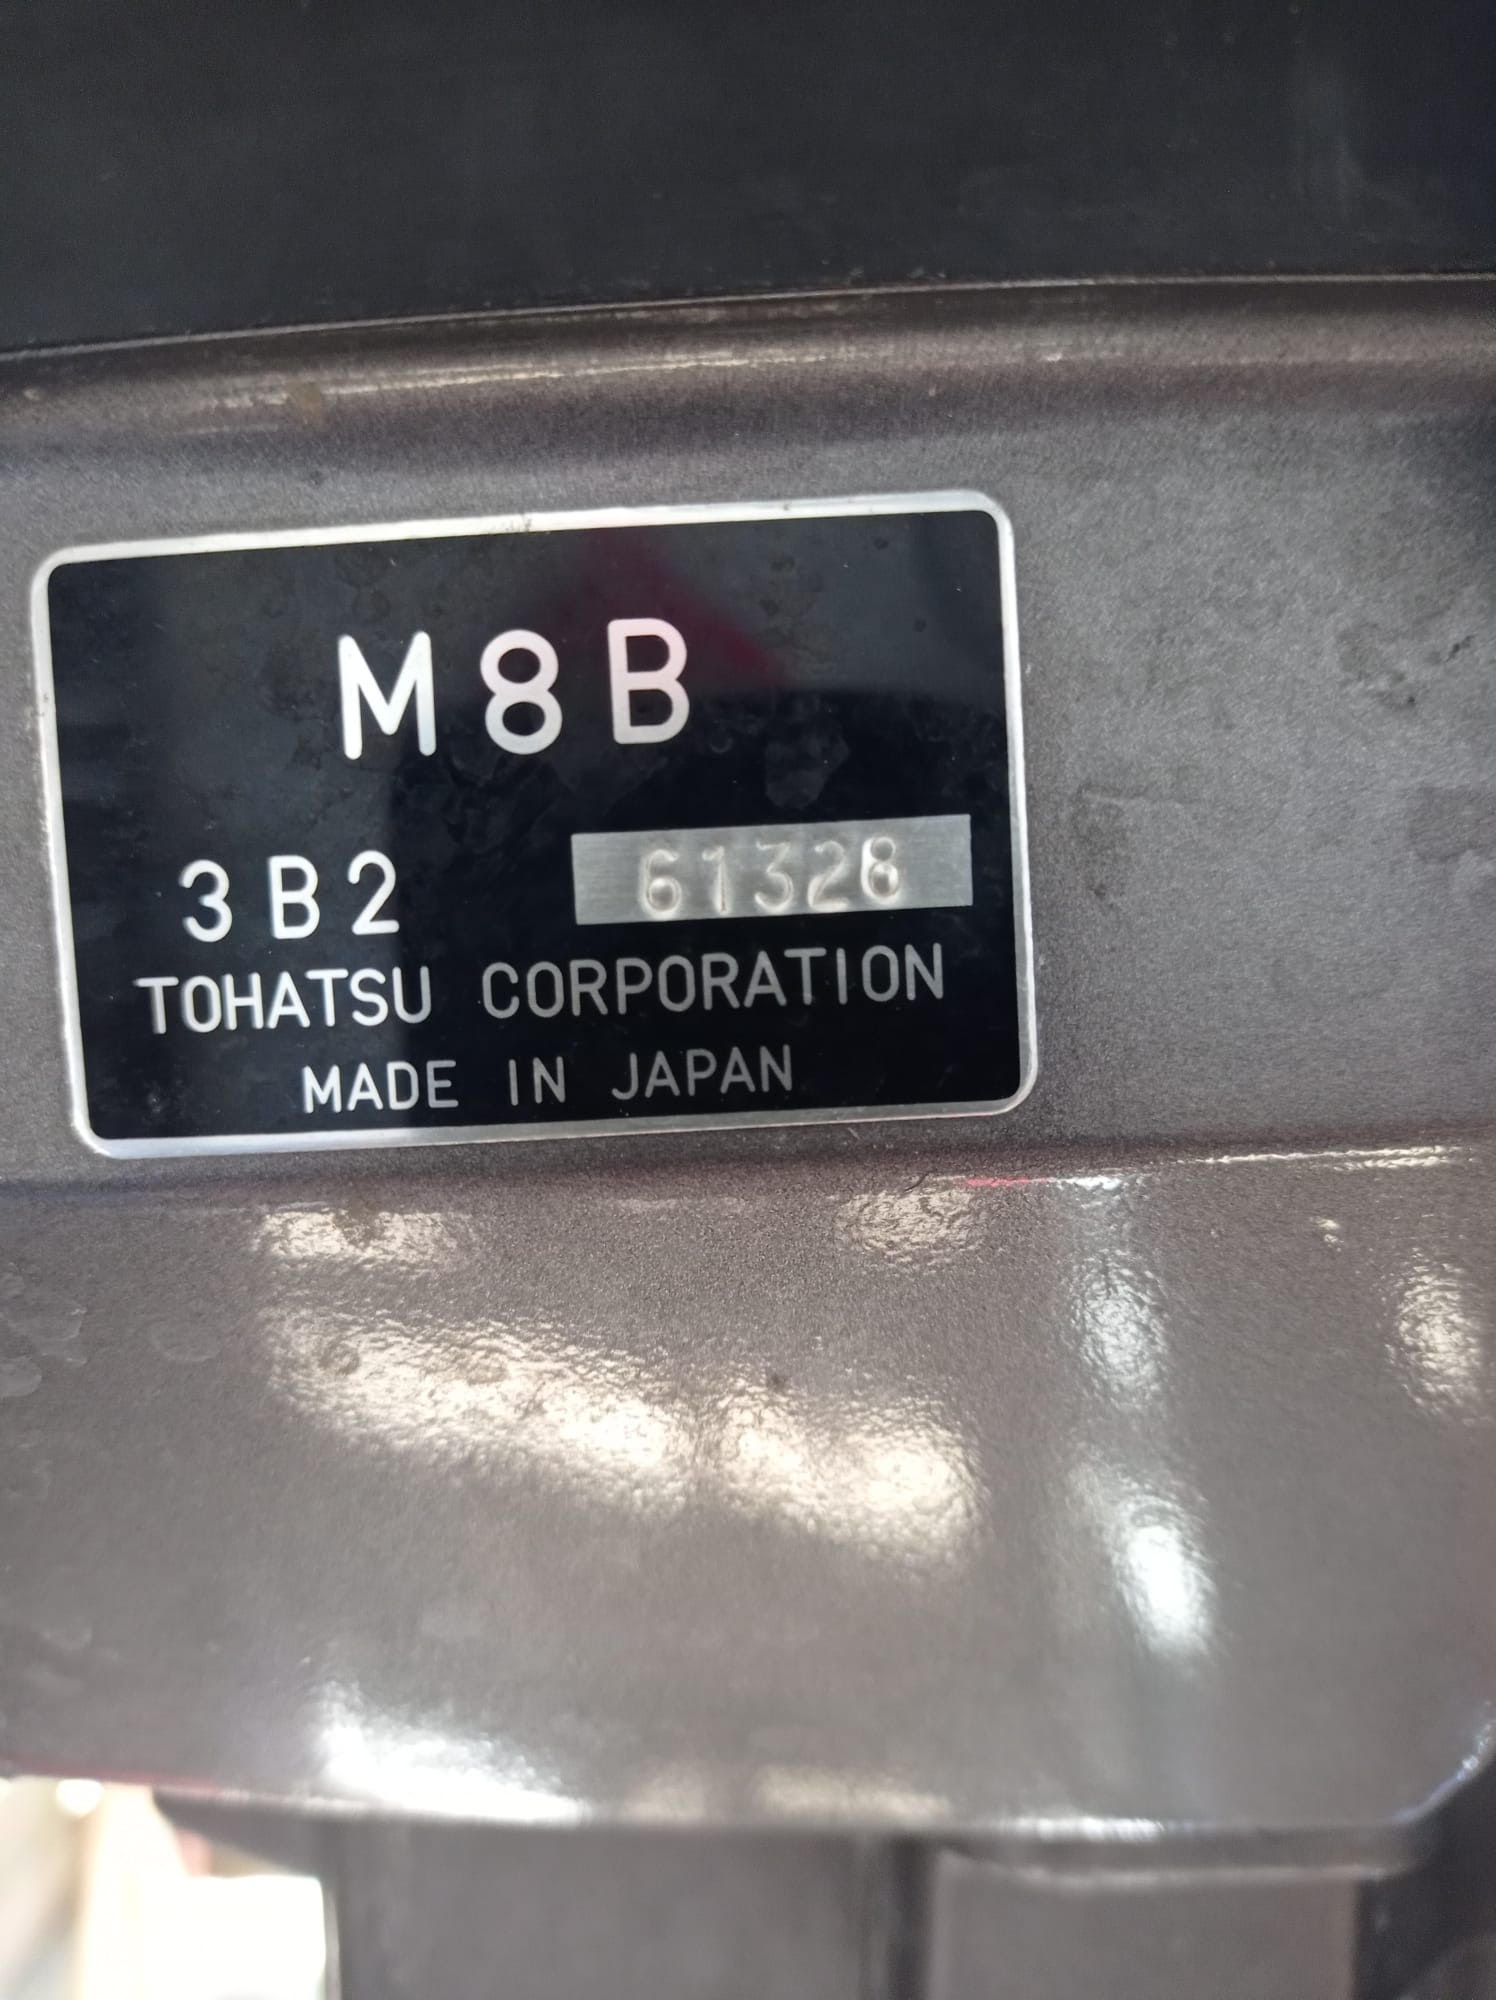 M8B
3B2 61328
TOHATSU CORPORATION
MADE IN JAPAN